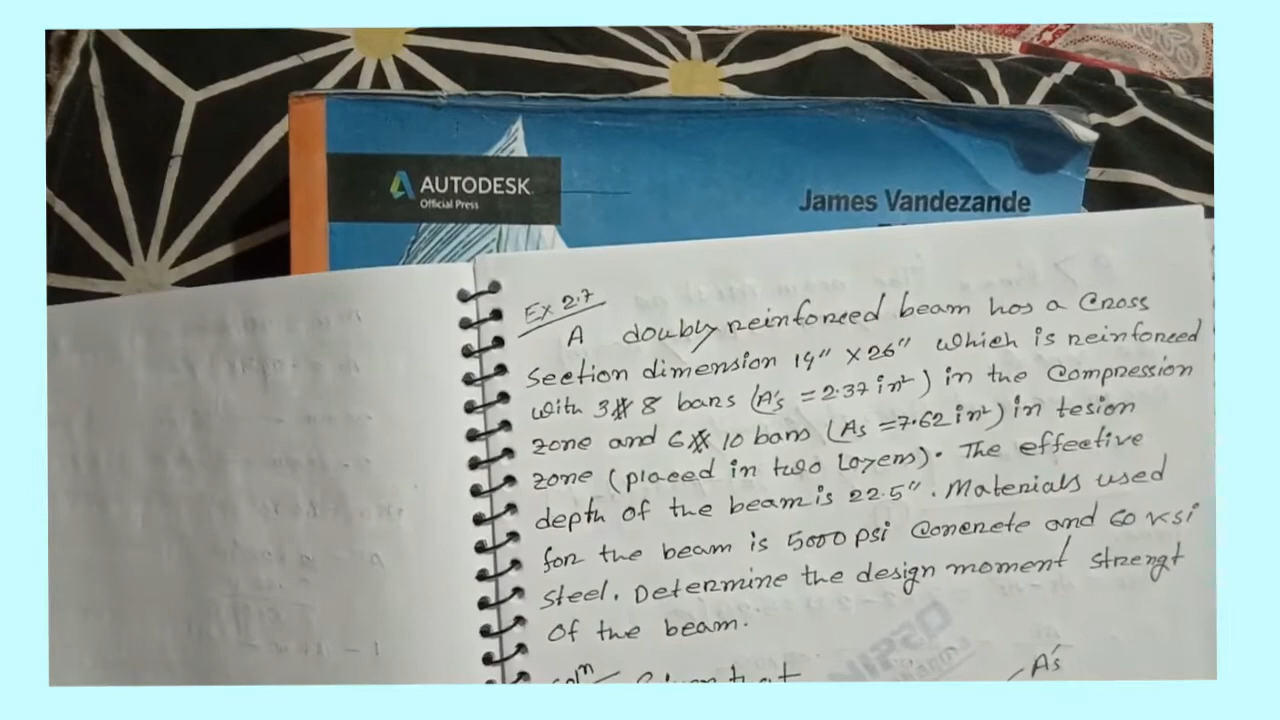 AUTODESK
Official Press
James Vandezande
Ex 2.7
A doubly reinforced beam has a Cross
Section dimension 14" X 26" which is reinforced
with 3# 8 bars (A's = 2.37 in²) in the Compression
zone and 6# 10 bars (As = 7.62 in²) in tesion
zone (placed in two layers). The effective
depth of the beam is 22.5". Materials used
for the beam is 5000 psi Concrete and 60 ksi
Steel. Determine the design moment strengt
of the beam.
A's